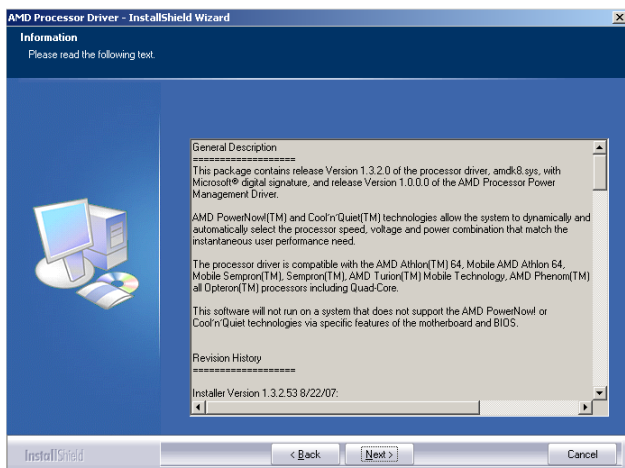 AMD Processor Driver - InstallShield Wizard
Information
Please read the following text.
General Description
===================
This package contains release Version 1.3.2.0 of the processor driver, amdk8.sys, with
Microsoft® digital signature, and release Version 1.0.0.0 of the AMD Processor Power
Management Driver.
AMD PowerNow!(TM) and Cool'n'Quiet(TM) technologies allow the system to dynamically and
automatically select the processor speed, voltage and power combination that match the
instantaneous user performance need.
The processor driver is compatible with the AMD Athlon(TM) 64, Mobile AMD Athlon 64,
Mobile Sempron(TM), Sempron(TM), AMD Turion(TM) Mobile Technology, AMD Phenom(TM)
all Opteron(TM) processors including Quad-Core.
This software will not run on a system that does not support the AMD PowerNow! or
Cool'n'Quiet technologies via specific features of the motherboard and BIOS.
Revision History
===================
Installer Version 1.3.2.53 8/22/07:
InstallShield
< Back
Next >
Cancel